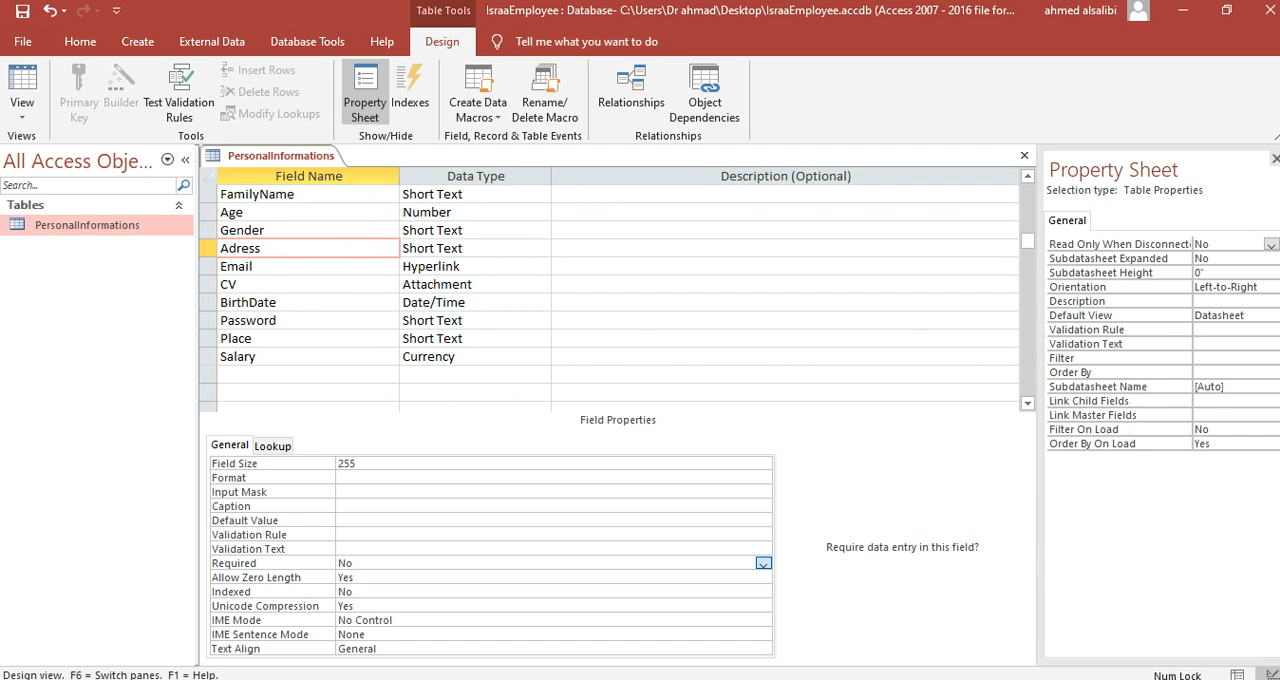 Table Tools
IsraaEmployee : Database- C:\Users\Dr ahmad\Desktop\IsraaEmployee.accdb (Access 2007 - 2016 file for...
ahmed alsalibi
File Home Create External Data Database Tools Help Design Tell me what you want to do
View
Primary Key
Builder
Test Validation Rules
Insert Rows
Delete Rows
Modify Lookups
Property Sheet
Indexes
Create Data Macros
Rename/ Delete Macro
Relationships
Object Dependencies
Views Tools Show/Hide Field, Record & Table Events Relationships
All Access Obje...
Search...
Tables
PersonalInformations
PersonalInformations
Field Name Data Type Description (Optional)
FamilyName Short Text
Age Number
Gender Short Text
Adress Short Text
Email Hyperlink
CV Attachment
BirthDate Date/Time
Password Short Text
Place Short Text
Salary Currency
Field Properties
General Lookup
Field Size 255
Format
Input Mask
Caption
Default Value
Validation Rule
Validation Text
Required No
Allow Zero Length Yes
Indexed No
Unicode Compression Yes
IME Mode No Control
IME Sentence Mode None
Text Align General
Require data entry in this field?
Property Sheet
Selection type: Table Properties
General
Read Only When Disconnect No
Subdatasheet Expanded No
Subdatasheet Height 0"
Orientation Left-to-Right
Description
Default View Datasheet
Validation Rule
Validation Text
Filter
Order By
Subdatasheet Name [Auto]
Link Child Fields
Link Master Fields
Filter On Load No
Order By On Load Yes
Design view. F6 = Switch panes. F1 = Help.
Num Lock